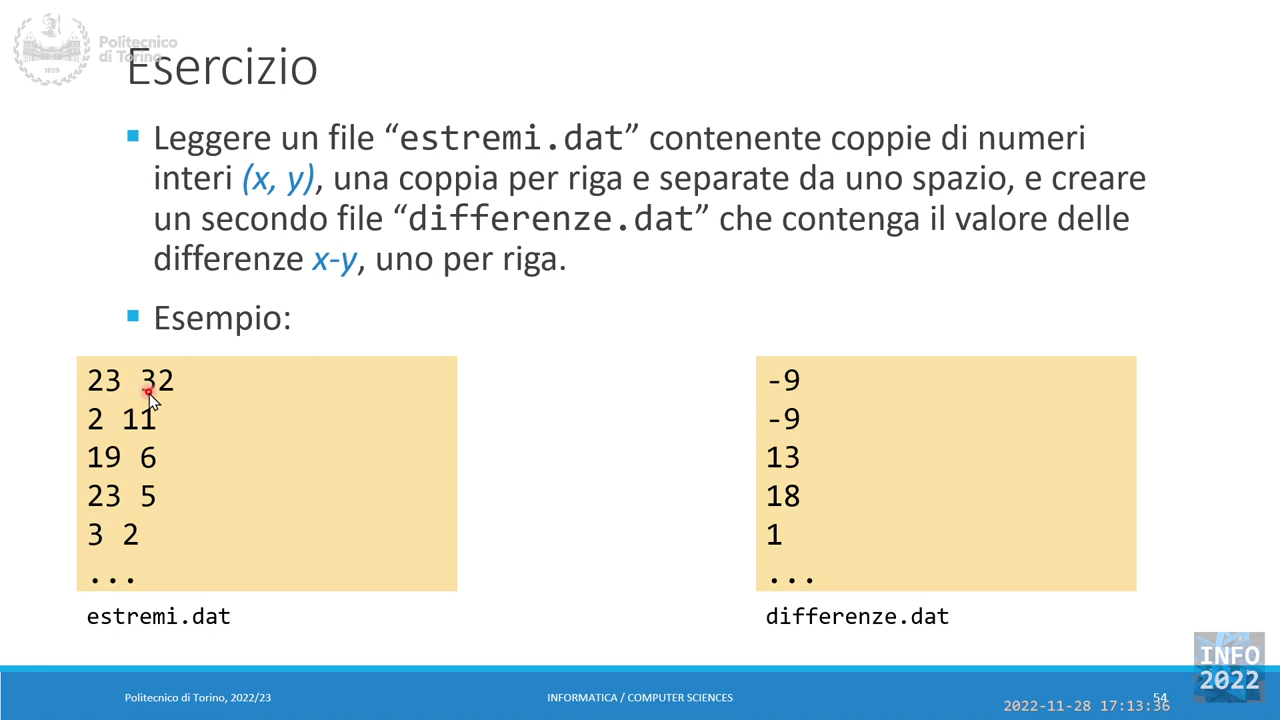 Politecnico
di Torino
1859
Esercizio
Leggere un file “estremi.dat” contenente coppie di numeri
interi (x, y), una coppia per riga e separate da uno spazio, e creare
un secondo file “differenze.dat” che contenga il valore delle
differenze x-y, uno per riga.
Esempio:
23 32
2 11
19 6
23 5
3 2
...
estremi.dat
-9
-9
13
18
1
...
differenze.dat
INFO
2022
Politecnico di Torino, 2022/23
INFORMATICA / COMPUTER SCIENCES
54
2022-11-28 17:13:36